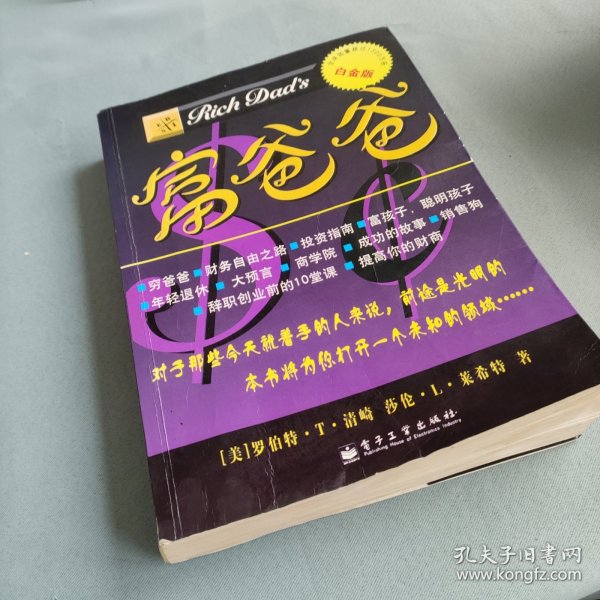 白金版
Rich Dad's
富爸爸
■穷爸爸 ■财务自由之路 ■投资指南 ■富孩子,聪明孩子
■年轻退休 ■大预言 ■商学院 ■成功的故事 ■销售狗
■辞职创业前的10堂课 ■提高你的财商
对于那些今天就着手的人来说,前途是光明的
本书将为你打开一个未知的领域……
[美]罗伯特·T·清崎 莎伦·L·莱希特 著
电子工业出版社·
Publishing House of Electronics Industry
孔夫子旧书网
www.kongfz.com